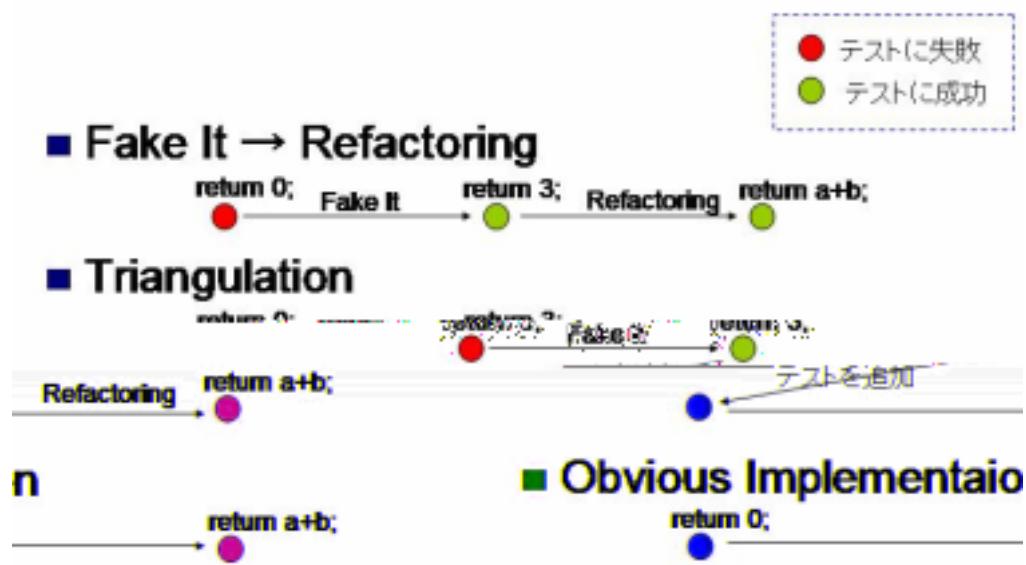 テストに失敗
テストに成功
Fake It → Refactoring
return 0; Fake It return 3; Refactoring return a+b;
Triangulation
テストを追加
Refactoring return a+b;
n Obvious Implementaio
return a+b; return 0;